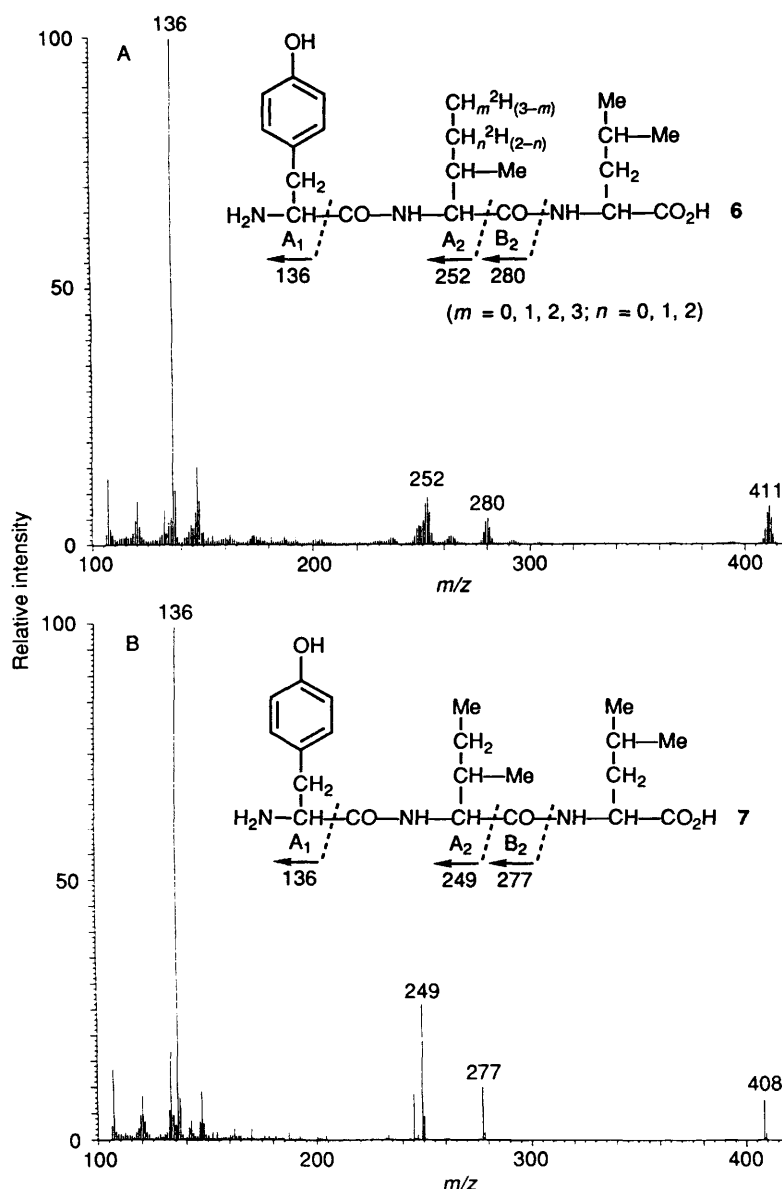 136
100
A
OH
CHm²H(3–m)
Me
CHn²H(2–n)
CH—Me
CH2
CH—Me
CH2
H2N—CH—CO—NH—CH—CO—NH—CH—CO2H 6
A1 A2 B2
136 252 280
50
(m = 0, 1, 2, 3; n = 0, 1, 2)
252
280
411
0
100 200 300 400
m/z
Relative intensity
136
100
B
OH
Me
Me
CH2
CH—Me
CH2
CH—Me
CH2
H2N—CH—CO—NH—CH—CO—NH—CH—CO2H 7
A1 A2 B2
136 249 277
50
249
277
408
0
100 200 300 400
m/z